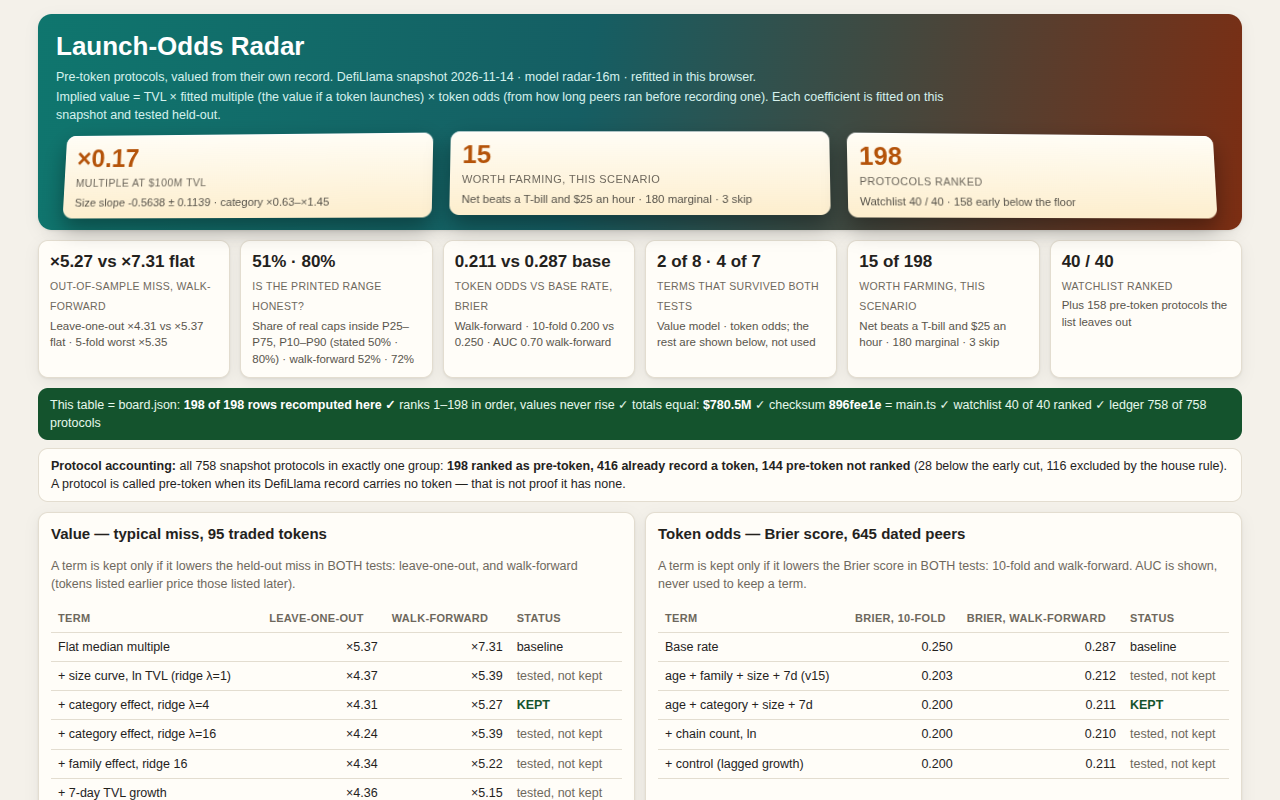 Launch-Odds Radar
Pre-token protocols, valued from their own record. DefiLlama snapshot 2026-11-14 · model radar-16m · refitted in this browser.
Implied value = TVL × fitted multiple (the value if a token launches) × token odds (from how long peers ran before recording one). Each coefficient is fitted on this
snapshot and tested held-out.
×0.17
MULTIPLE AT $100M TVL
Size slope -0.5638 ± 0.1139 · category ×0.63–×1.45
15
WORTH FARMING, THIS SCENARIO
Net beats a T-bill and $25 an hour · 180 marginal · 3 skip
198
PROTOCOLS RANKED
Watchlist 40 / 40 · 158 early below the floor
×5.27 vs ×7.31 flat
OUT-OF-SAMPLE MISS, WALK-
FORWARD
Leave-one-out ×4.31 vs ×5.37
flat · 5-fold worst ×5.35
51% · 80%
IS THE PRINTED RANGE
HONEST?
Share of real caps inside P25–
P75, P10–P90 (stated 50% ·
80%) · walk-forward 52% · 72%
0.211 vs 0.287 base
TOKEN ODDS VS BASE RATE,
BRIER
Walk-forward · 10-fold 0.200 vs
0.250 · AUC 0.70 walk-forward
2 of 8 · 4 of 7
TERMS THAT SURVIVED BOTH
TESTS
Value model · token odds; the
rest are shown below, not used
15 of 198
WORTH FARMING, THIS
SCENARIO
Net beats a T-bill and $25 an
hour · 180 marginal · 3 skip
40 / 40
WATCHLIST RANKED
Plus 158 pre-token protocols the
list leaves out
This table = board.json: 198 of 198 rows recomputed here ✓ ranks 1–198 in order, values never rise ✓ totals equal: $780.5M ✓ checksum 896fee1e = main.ts ✓ watchlist 40 of 40 ranked ✓ ledger 758 of 758
protocols
Protocol accounting: all 758 snapshot protocols in exactly one group: 198 ranked as pre-token, 416 already record a token, 144 pre-token not ranked (28 below the early cut, 116 excluded by the house rule).
A protocol is called pre-token when its DefiLlama record carries no token — that is not proof it has none.
Value — typical miss, 95 traded tokens
A term is kept only if it lowers the held-out miss in BOTH tests: leave-one-out, and walk-forward
(tokens listed earlier price those listed later).
TERM LEAVE-ONE-OUT WALK-FORWARD STATUS
Flat median multiple ×5.37 ×7.31 baseline
+ size curve, ln TVL (ridge λ=1) ×4.37 ×5.39 tested, not kept
+ category effect, ridge λ=4 ×4.31 ×5.27 KEPT
+ category effect, ridge λ=16 ×4.24 ×5.39 tested, not kept
+ family effect, ridge 16 ×4.34 ×5.22 tested, not kept
+ 7-day TVL growth ×4.36 ×5.15 tested, not kept
Token odds — Brier score, 645 dated peers
A term is kept only if it lowers the Brier score in BOTH tests: 10-fold and walk-forward. AUC is shown,
never used to keep a term.
TERM BRIER, 10-FOLD BRIER, WALK-FORWARD STATUS
Base rate 0.250 0.287 baseline
age + family + size + 7d (v15) 0.203 0.212 tested, not kept
age + category + size + 7d 0.200 0.211 KEPT
+ chain count, ln 0.200 0.210 tested, not kept
+ control (lagged growth) 0.200 0.211 tested, not kept